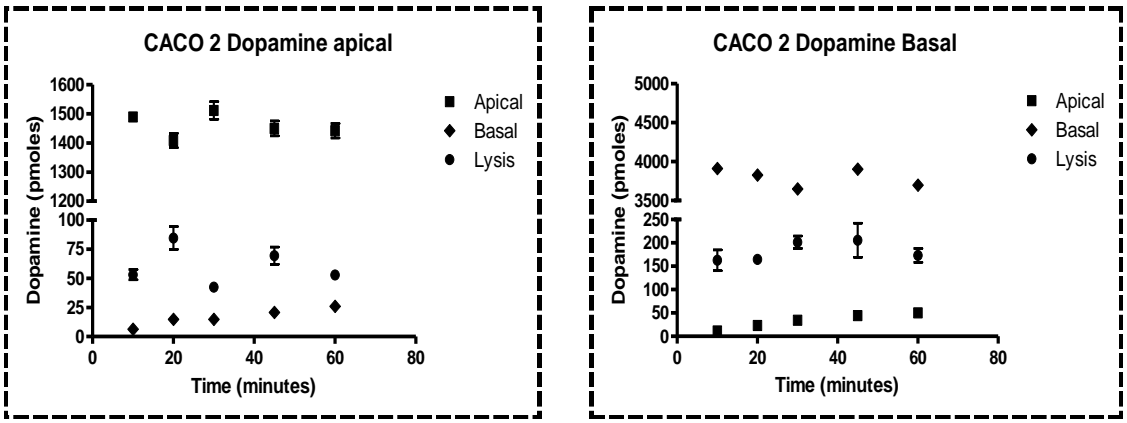 CACO 2 Dopamine apical
Dopamine (pmoles)
1600
1500
1400
1300
1200
100
75
50
25
0
0 20 40 60 80
Time (minutes)
Apical
Basal
Lysis
CACO 2 Dopamine Basal
Dopamine (pmoles)
5000
4500
4000
3500
250
200
150
100
50
0
0 20 40 60 80
Time (minutes)
Apical
Basal
Lysis